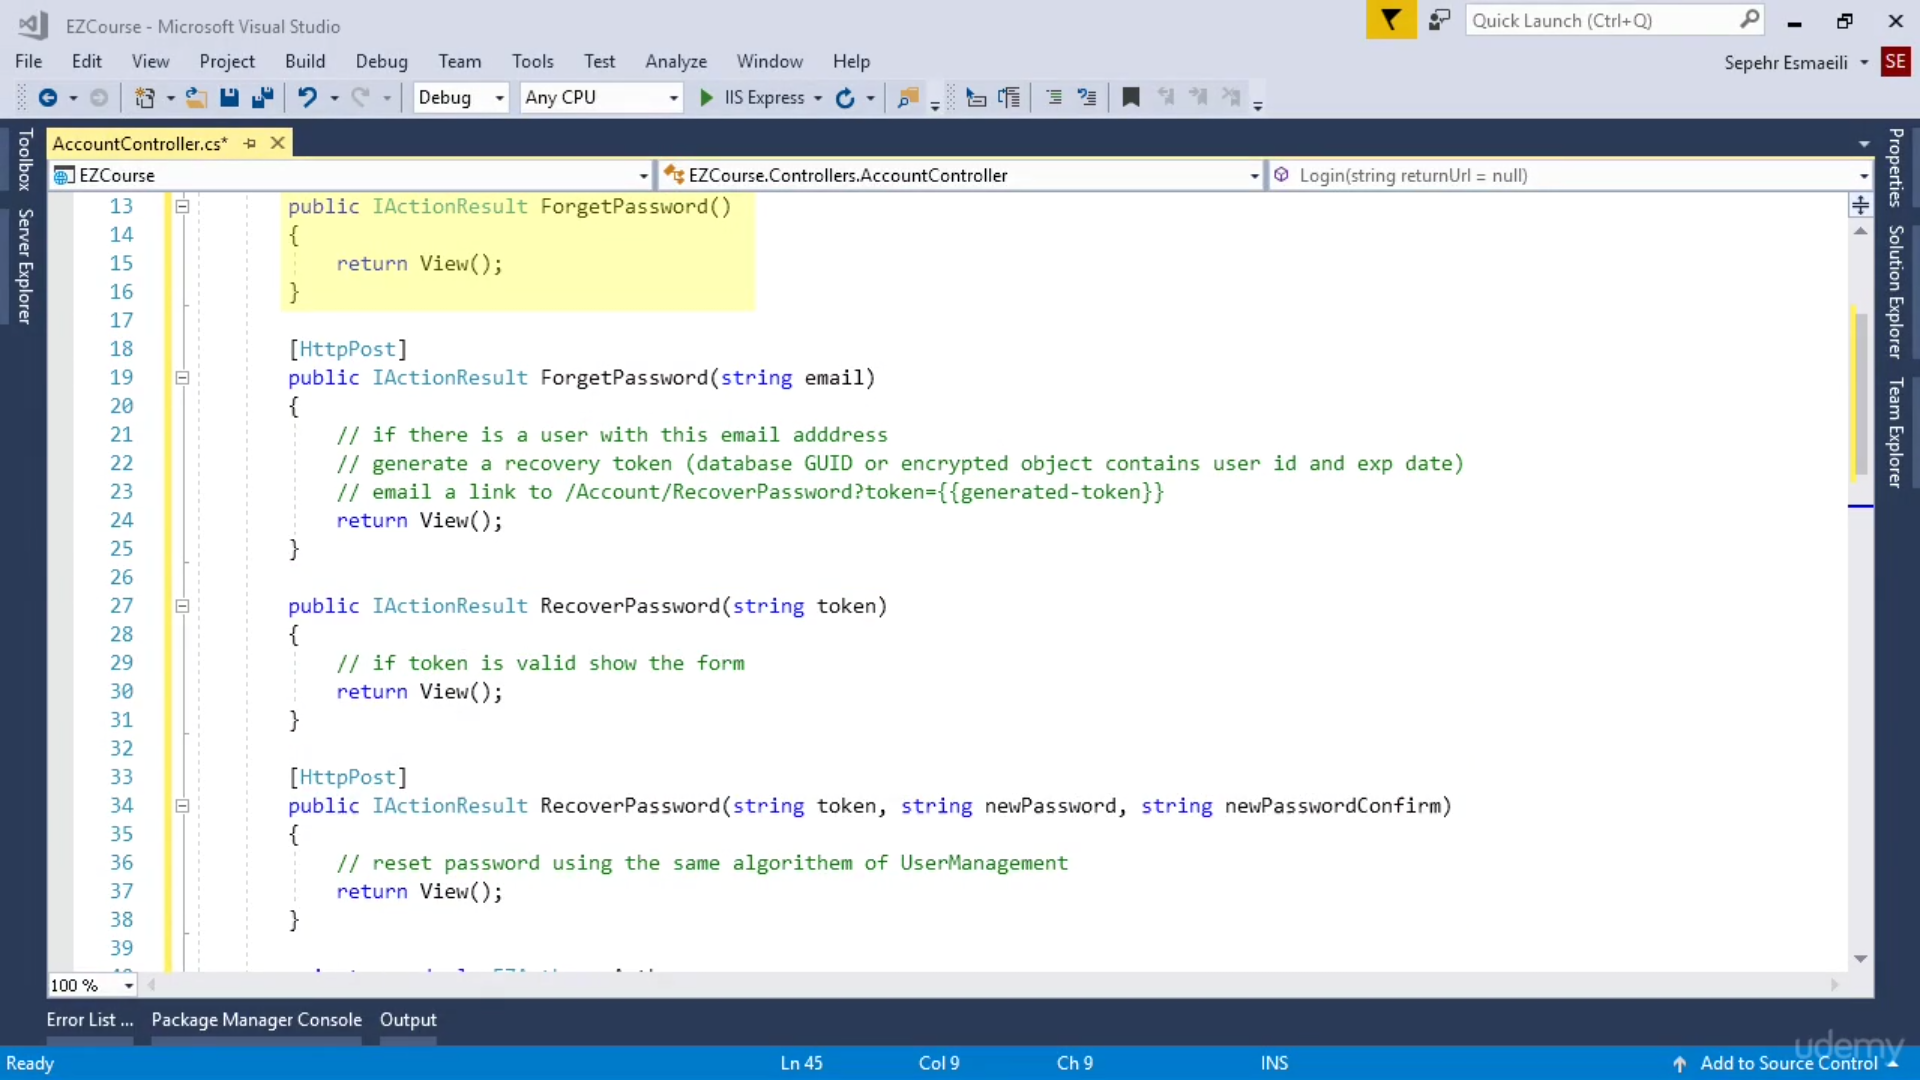 EZCourse - Microsoft Visual Studio
Quick Launch (Ctrl+Q)
File Edit View Project Build Debug Team Tools Test Analyze Window Help
Sepehr Esmaeili SE
Debug Any CPU IIS Express
AccountController.cs*
EZCourse EZCourse.Controllers.AccountController Login(string returnUrl = null)
Toolbox
Server Explorer
Properties
Solution Explorer
Team Explorer
13 public IActionResult ForgetPassword()
14 {
15 return View();
16 }
17
18 [HttpPost]
19 public IActionResult ForgetPassword(string email)
20 {
21 // if there is a user with this email adddress
22 // generate a recovery token (database GUID or encrypted object contains user id and exp date)
23 // email a link to /Account/RecoverPassword?token={{generated-token}}
24 return View();
25 }
26
27 public IActionResult RecoverPassword(string token)
28 {
29 // if token is valid show the form
30 return View();
31 }
32
33 [HttpPost]
34 public IActionResult RecoverPassword(string token, string newPassword, string newPasswordConfirm)
35 {
36 // reset password using the same algorithem of UserManagement
37 return View();
38 }
39
100 %
Error List ... Package Manager Console Output
Ready Ln 45 Col 9 Ch 9 INS Add to Source Control
udemy